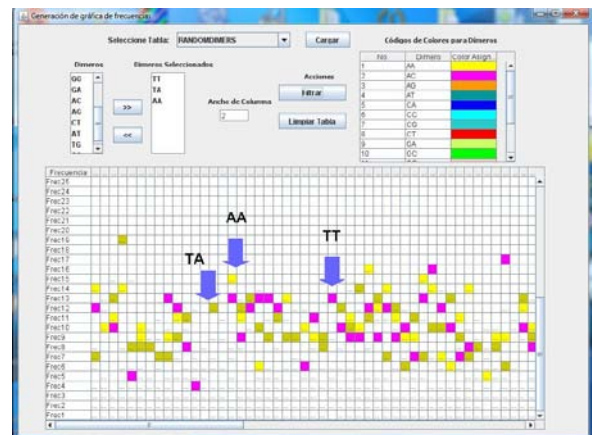 Generación de gráfica de frecuencias
Seleccione Tabla: RANDOMDIMERS
Cargar
Códigos de Colores para Dímeros
Dímeros
Dímeros Seleccionados
GG
GA
AC
AG
CT
AT
TG
>>
<<
TT
TA
AA
Ancho de Columna
2
Acciones
Filtrar
Limpiar Tabla
No. Dímero Color Asign.
1 AA
2 AC
3 AG
4 AT
5 CA
6 CC
7 CG
8 CT
9 GA
10 GC
Frecuencia
Frec25
Frec24
Frec23
Frec22
Frec21
Frec20
Frec19
Frec18
Frec17
Frec16
Frec15
Frec14
Frec13
Frec12
Frec11
Frec10
Frec9
Frec8
Frec7
Frec6
Frec5
Frec4
Frec3
Frec2
Frec1
AA
TA
TT